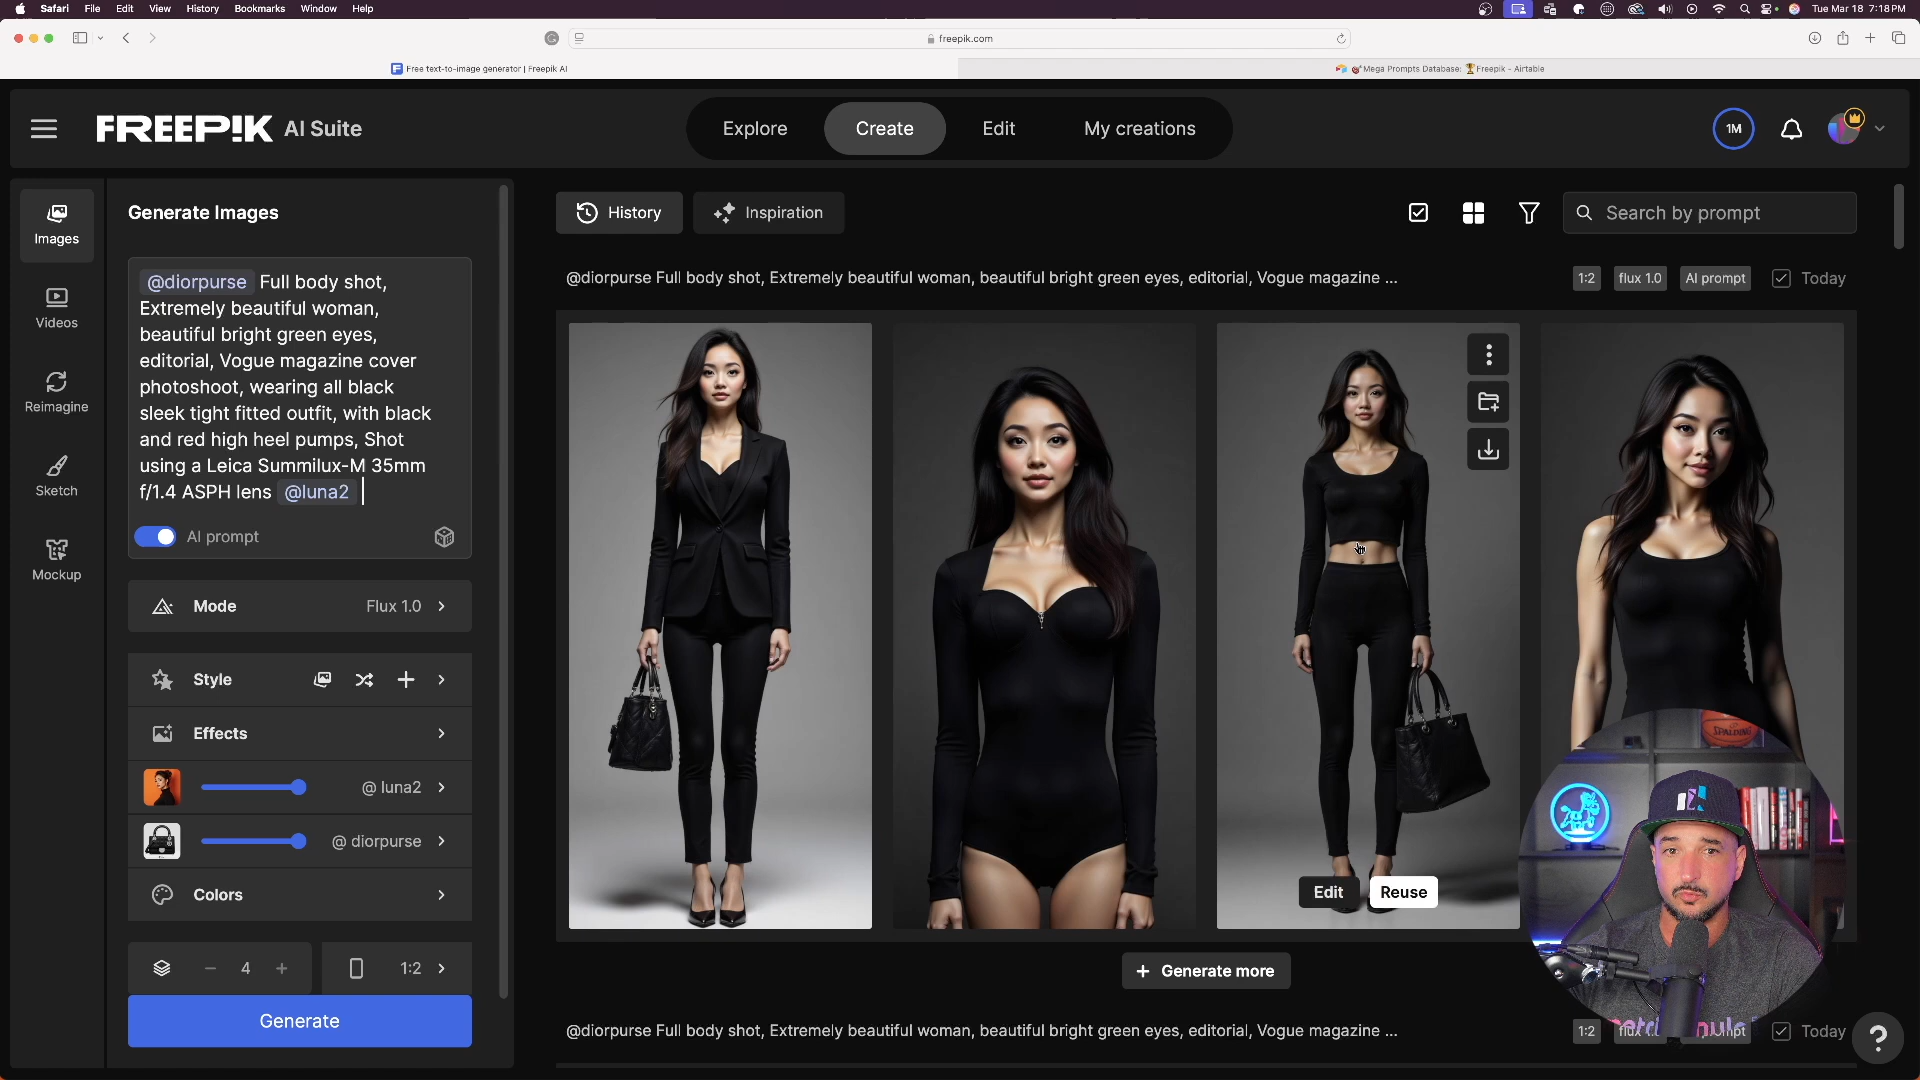 Safari File Edit View History Bookmarks Window Help
Tue Mar 18 7:18 PM
freepik.com
Free text-to-image generator | Freepik AI
Mega Prompts Database: Freepik - Airtable
FREEP!K AI Suite
Explore
Create
Edit
My creations
1M
Images
Videos
Reimagine
Sketch
Mockup
Generate Images
@diorpurse Full body shot,
Extremely beautiful woman,
beautiful bright green eyes,
editorial, Vogue magazine cover
photoshoot, wearing all black
sleek tight fitted outfit, with black
and red high heel pumps, Shot
using a Leica Summilux-M 35mm
f/1.4 ASPH lens @luna2
AI prompt
Mode Flux 1.0
Style
Effects
@ luna2
@ diorpurse
Colors
4
1:2
Generate
History
Inspiration
Search by prompt
@diorpurse Full body shot, Extremely beautiful woman, beautiful bright green eyes, editorial, Vogue magazine ...
1:2 flux 1.0 AI prompt Today
Edit
Reuse
SPALDING
+ Generate more
@diorpurse Full body shot, Extremely beautiful woman, beautiful bright green eyes, editorial, Vogue magazine ...
1:2 Today
?